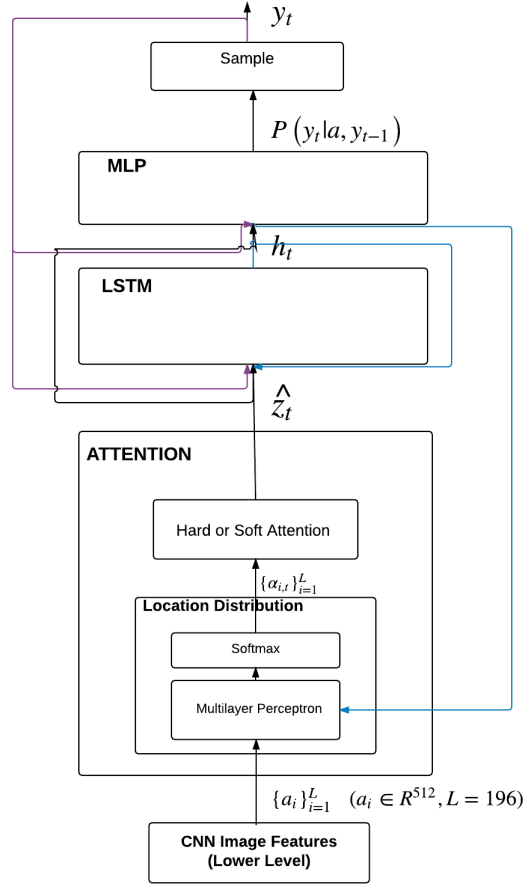 y_t
Sample
P (y_t|a, y_{t−1})
MLP
h_t
LSTM
ẑ_t
ATTENTION
Hard or Soft Attention
{α_{i,t}}_{i=1}^L
Location Distribution
Softmax
Multilayer Perceptron
{a_i}_{i=1}^L (a_i ∈ R^{512}, L = 196)
CNN Image Features
(Lower Level)